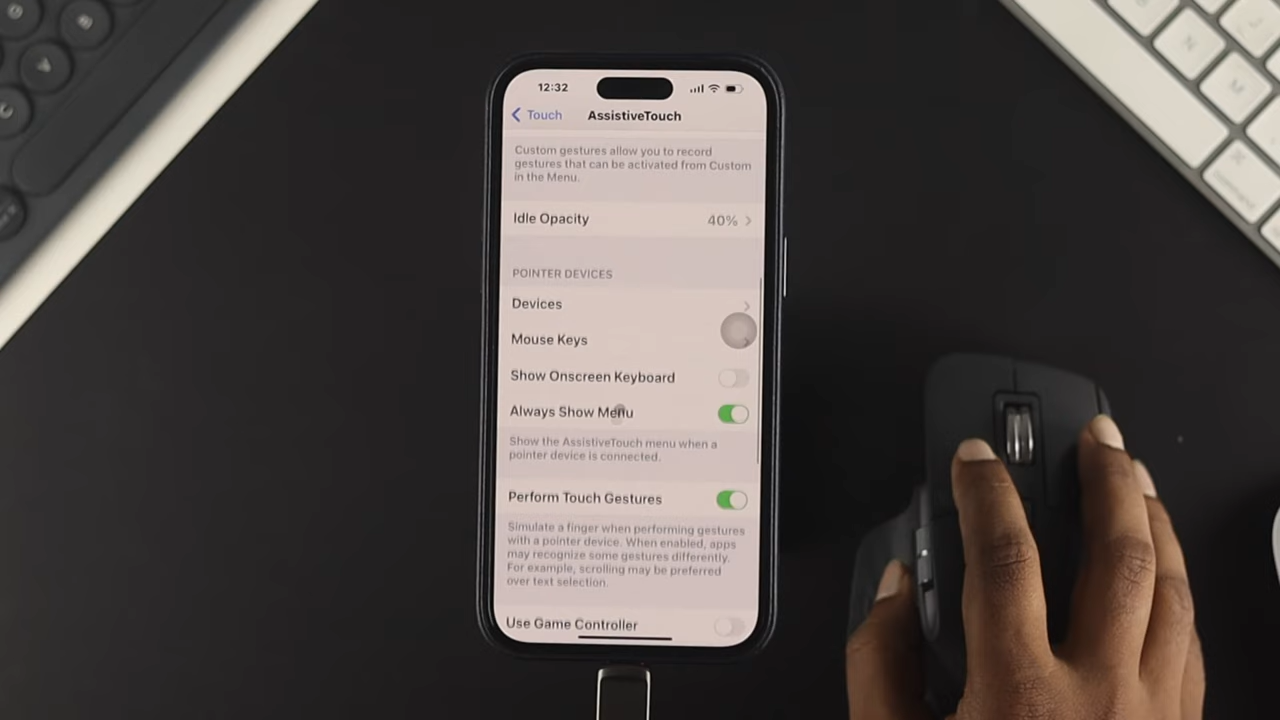 12:32
Touch
AssistiveTouch
Custom gestures allow you to record
gestures that can be activated from Custom
in the Menu.
Idle Opacity
40%
POINTER DEVICES
Devices
Mouse Keys
Show Onscreen Keyboard
Always Show Menu
Show the AssistiveTouch menu when a
pointer device is connected.
Perform Touch Gestures
Simulate a finger when performing gestures
with a pointer device. When enabled, apps
may recognize some gestures differently.
For example, scrolling may be preferred
over text selection.
Use Game Controller
B
V
C
N
M
command